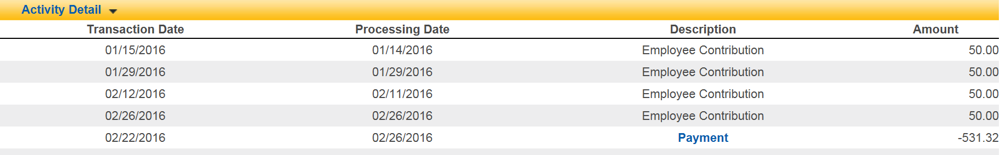 Activity Detail
Transaction Date Processing Date Description Amount
01/15/2016 01/14/2016 Employee Contribution 50.00
01/29/2016 01/29/2016 Employee Contribution 50.00
02/12/2016 02/11/2016 Employee Contribution 50.00
02/26/2016 02/26/2016 Employee Contribution 50.00
02/22/2016 02/26/2016 Payment -531.32